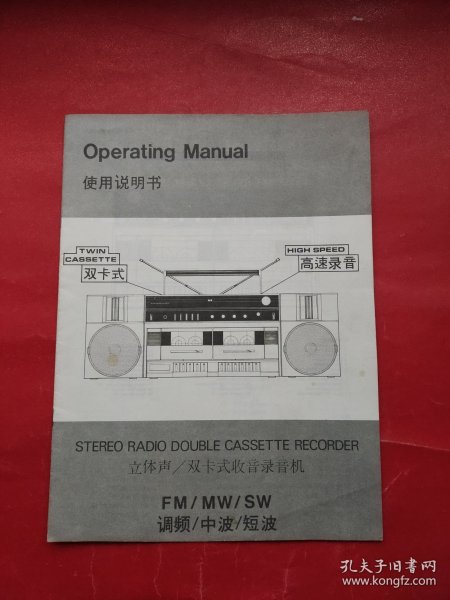 Operating Manual
使用说明书
TWIN
CASSETTE
双卡式
HIGH SPEED
高速录音
STEREO RADIO DOUBLE CASSETTE RECORDER
立体声/双卡式收音录音机
FM/MW/SW
调频/中波/短波
孔夫子旧书网
www.kongfz.com